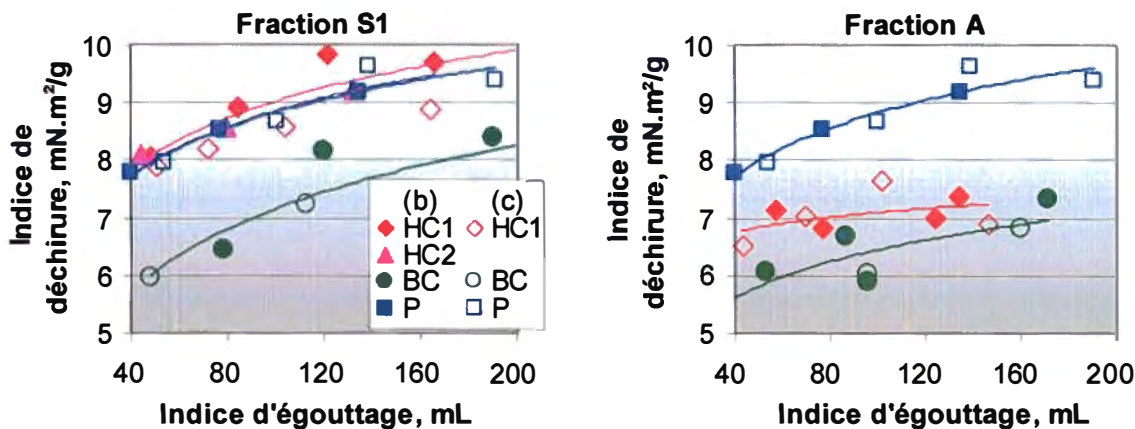 Fraction S1
Indice de
déchirure, mN.m²/g
10
9
8
7
6
5
(b) (c)
HC1 HC1
HC2
BC BC
P P
40 80 120 160 200
Indice d'égouttage, mL
Fraction A
Indice de
déchirure, mN.m²/g
10
9
8
7
6
5
40 80 120 160 200
Indice d'égouttage, mL